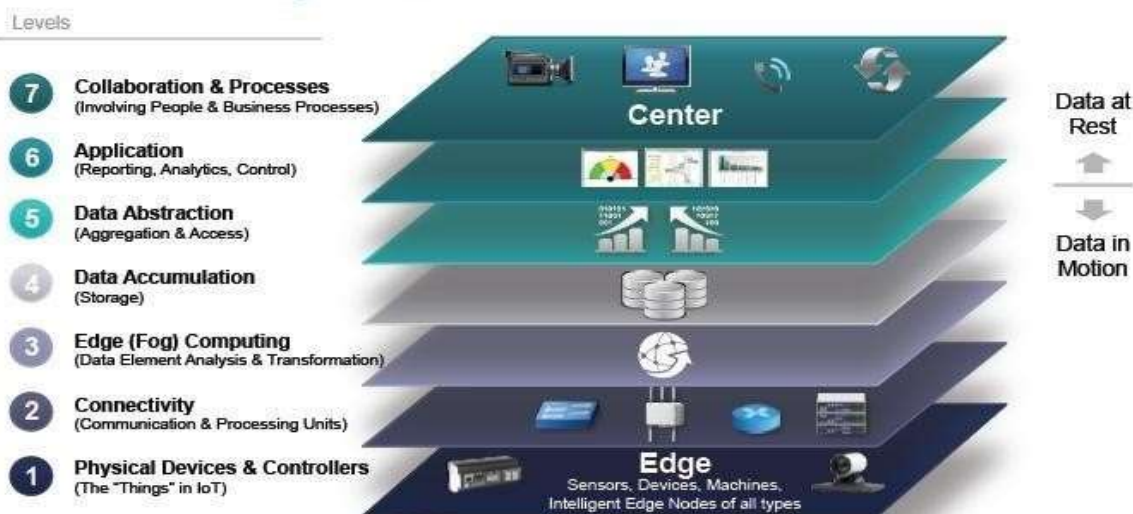 Levels
7
Collaboration & Processes
(Involving People & Business Processes)
6
Application
(Reporting, Analytics, Control)
5
Data Abstraction
(Aggregation & Access)
4
Data Accumulation
(Storage)
3
Edge (Fog) Computing
(Data Element Analysis & Transformation)
2
Connectivity
(Communication & Processing Units)
1
Physical Devices & Controllers
(The "Things" in IoT)
Center
Edge
Sensors, Devices, Machines,
Intelligent Edge Nodes of all types
Data at
Rest
Data in
Motion